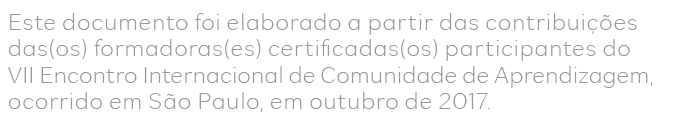 Este documento foi elaborado a partir das contribuições
das(os) formadoras(es) certificadas(os) participantes do
VII Encontro Internacional de Comunidade de Aprendizagem,
ocorrido em São Paulo, em outubro de 2017.